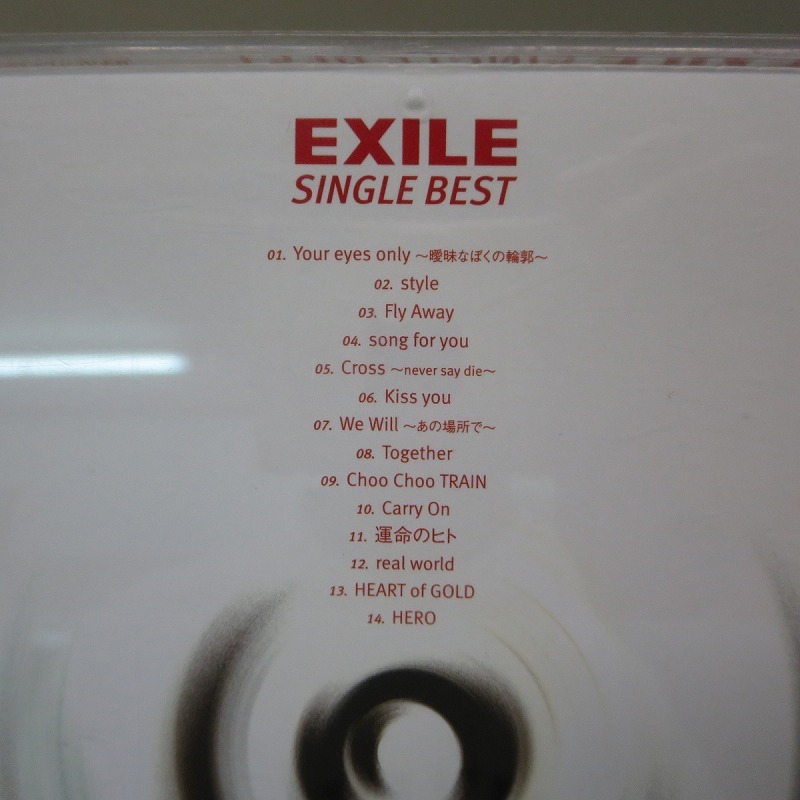 EXILE
SINGLE BEST
01. Your eyes only ～曖昧なぼくの輪郭～
02. style
03. Fly Away
04. song for you
05. Cross ～never say die～
06. Kiss you
07. We Will ～あの場所で～
08. Together
09. Choo Choo TRAIN
10. Carry On
11. 運命のヒト
12. real world
13. HEART of GOLD
14. HERO